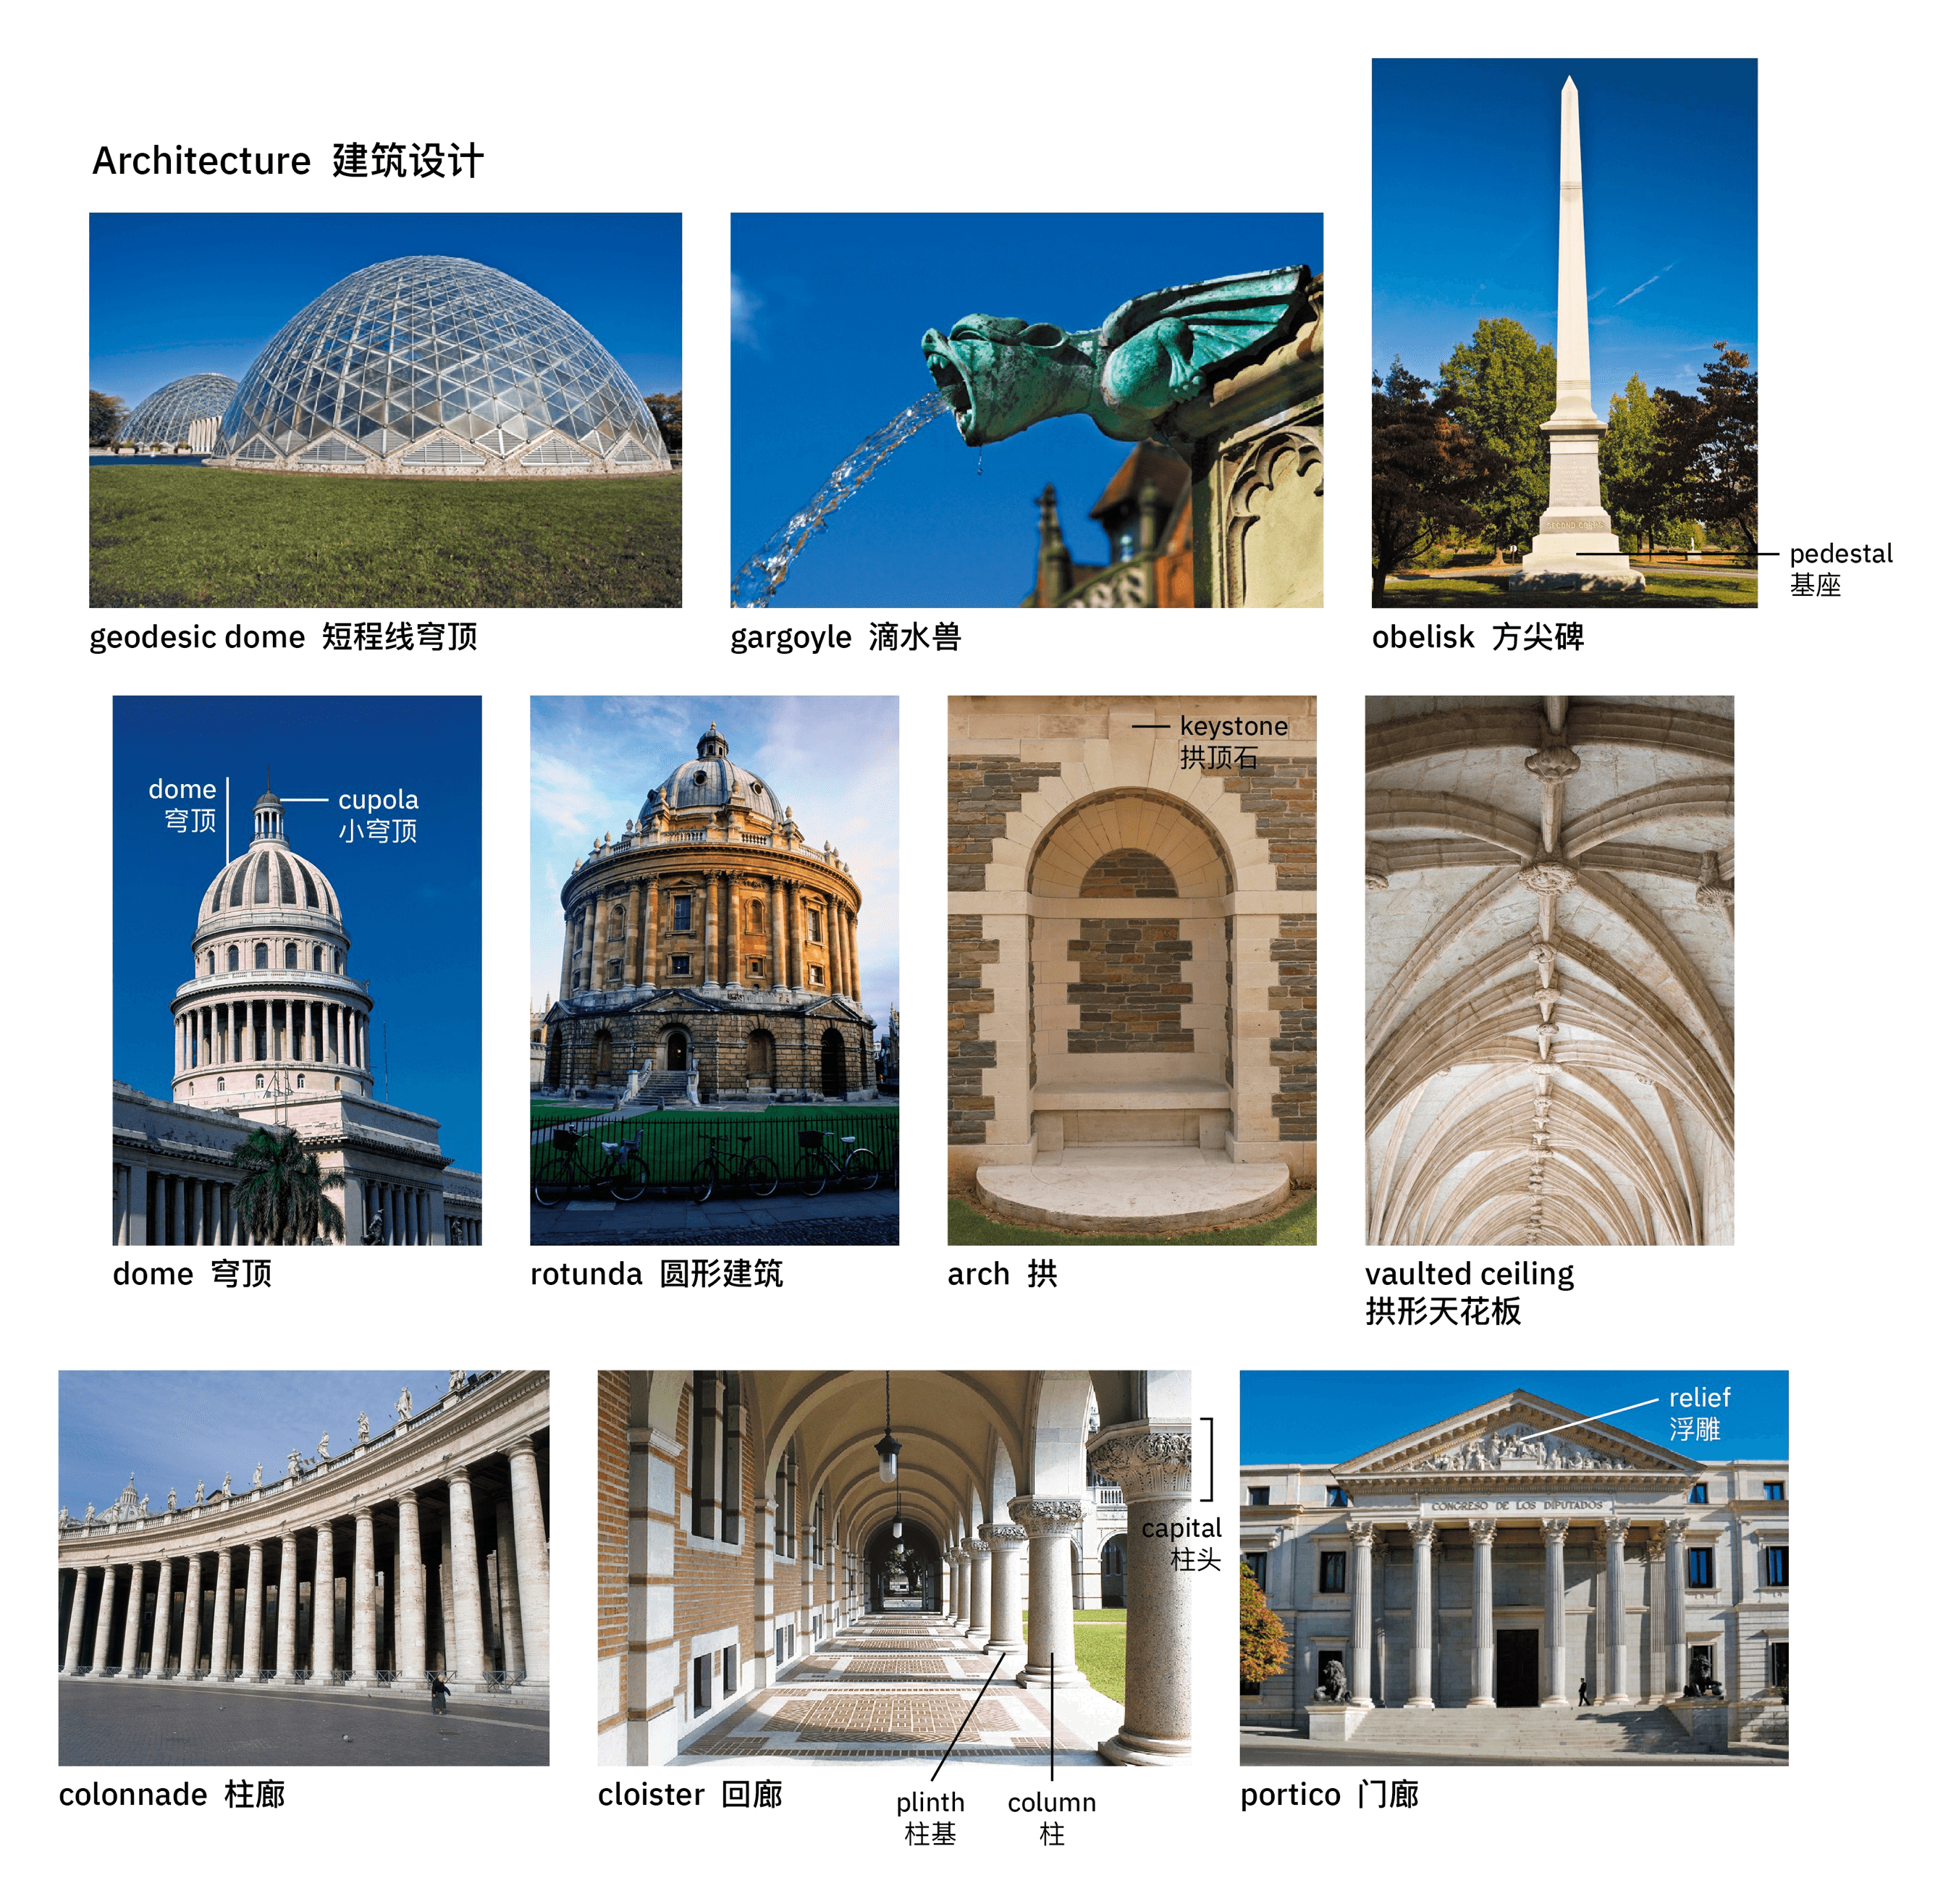 Architecture 建筑设计
geodesic dome 短程线穹顶
gargoyle 滴水兽
SECOND CORPS
pedestal
基座
obelisk 方尖碑
dome
穹顶
cupola
小穹顶
dome 穹顶
rotunda 圆形建筑
keystone
拱顶石
arch 拱
vaulted ceiling
拱形天花板
colonnade 柱廊
capital
柱头
cloister 回廊
plinth
柱基
column
柱
relief
浮雕
CONGRESO DE LOS DIPUTADOS
portico 门廊